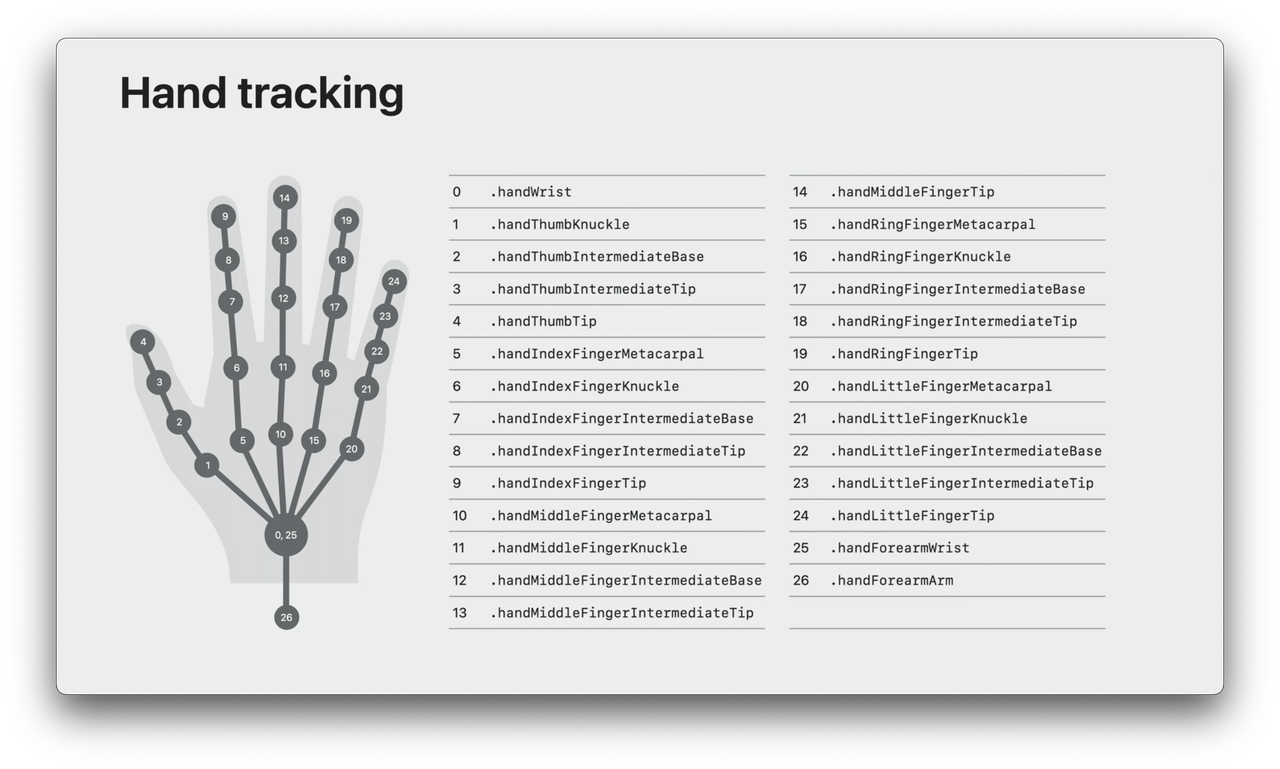 Hand tracking
14
9
19
13
8
18
24
12
7
17
23
4
22
11
6
16
3
21
2
10
5
15
20
1
0, 25
26
0 .handWrist
1 .handThumbKnuckle
2 .handThumbIntermediateBase
3 .handThumbIntermediateTip
4 .handThumbTip
5 .handIndexFingerMetacarpal
6 .handIndexFingerKnuckle
7 .handIndexFingerIntermediateBase
8 .handIndexFingerIntermediateTip
9 .handIndexFingerTip
10 .handMiddleFingerMetacarpal
11 .handMiddleFingerKnuckle
12 .handMiddleFingerIntermediateBase
13 .handMiddleFingerIntermediateTip
14 .handMiddleFingerTip
15 .handRingFingerMetacarpal
16 .handRingFingerKnuckle
17 .handRingFingerIntermediateBase
18 .handRingFingerIntermediateTip
19 .handRingFingerTip
20 .handLittleFingerMetacarpal
21 .handLittleFingerKnuckle
22 .handLittleFingerIntermediateBase
23 .handLittleFingerIntermediateTip
24 .handLittleFingerTip
25 .handForearmWrist
26 .handForearmArm